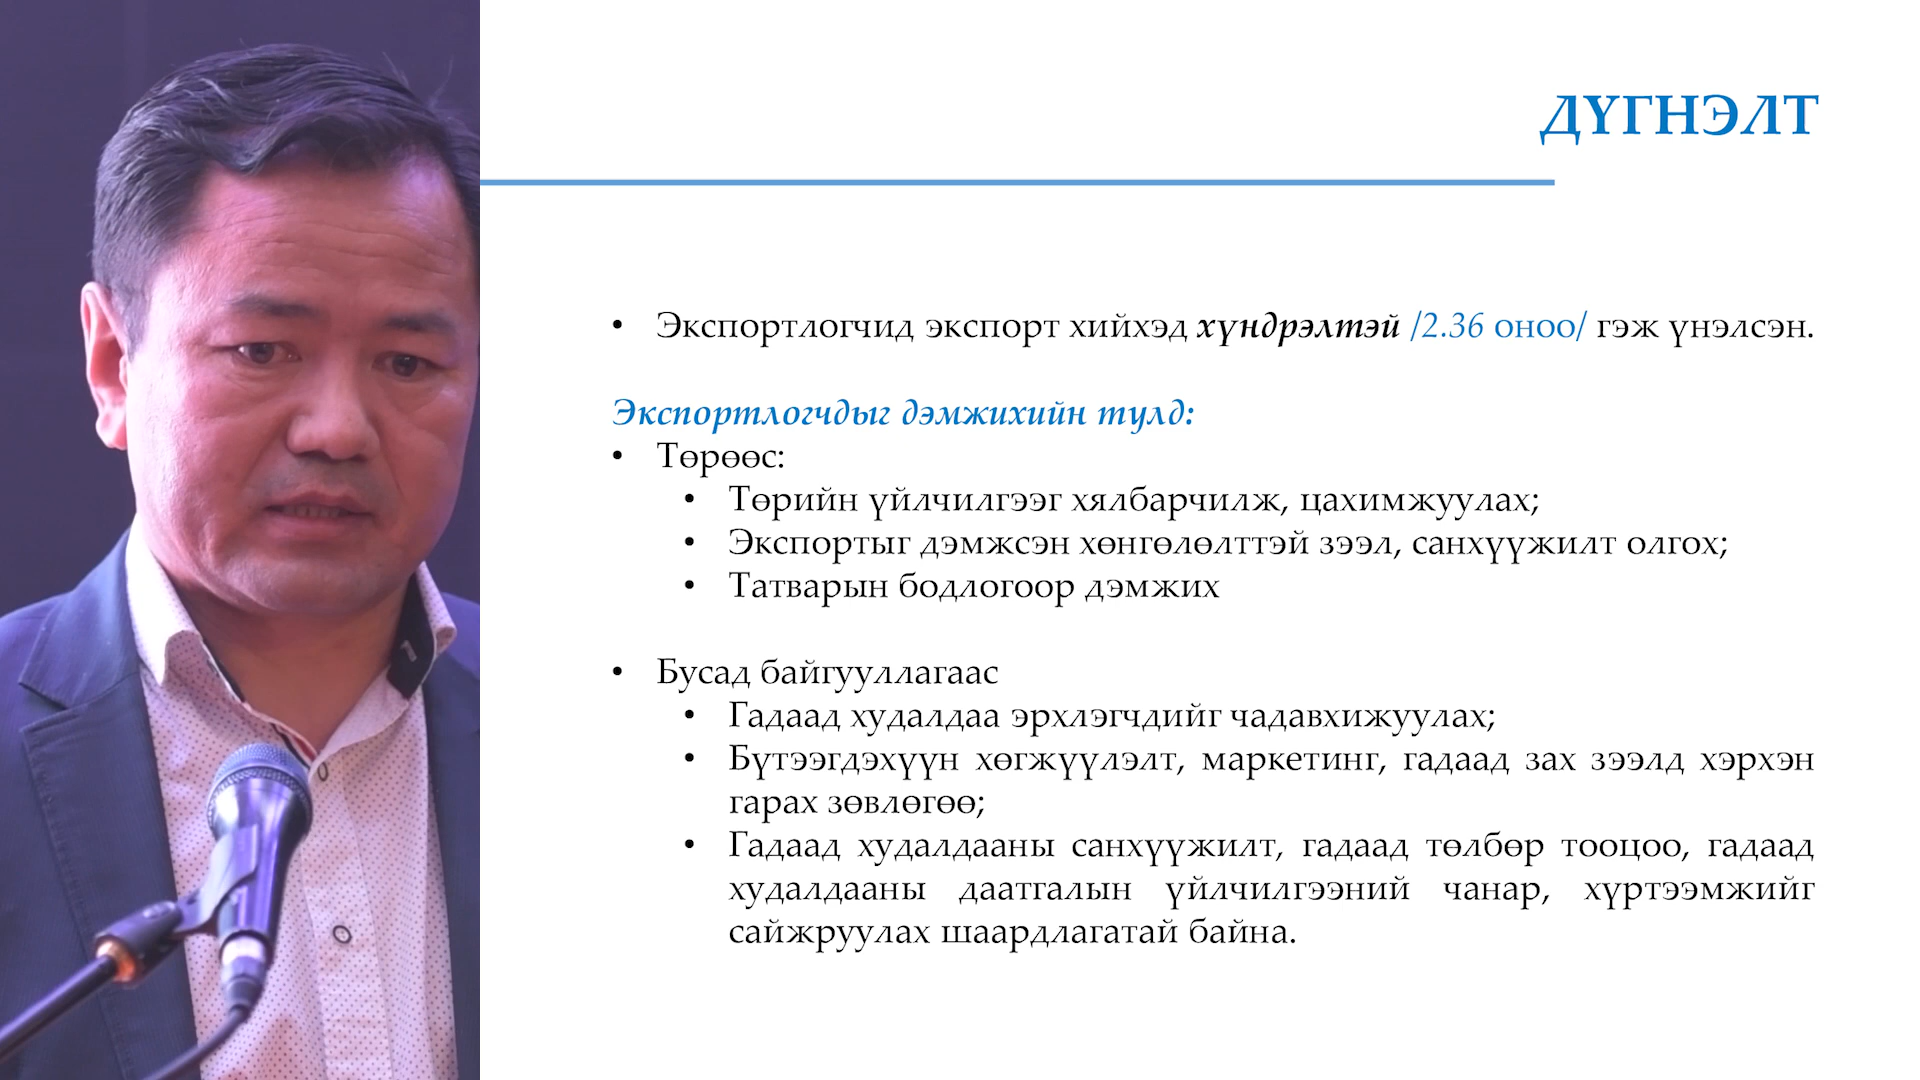 ДҮГНЭЛТ
• Экспортлогчид экспорт хийхэд хүндрэлтэй /2.36 оноо/ гэж үнэлсэн.
Экспортлогчдыг дэмжихийн тулд:
• Төрөөс:
• Төрийн үйлчилгээг хялбарчилж, цахимжуулах;
• Экспортыг дэмжсэн хөнгөлөлттэй зээл, санхүүжилт олгох;
• Татварын бодлогоор дэмжих
• Бусад байгууллагаас
• Гадаад худалдаа эрхлэгчдийг чадавхижуулах;
• Бүтээгдэхүүн хөгжүүлэлт, маркетинг, гадаад зах зээлд хэрхэн
гарах зөвлөгөө;
• Гадаад худалдааны санхүүжилт, гадаад төлбөр тооцоо, гадаад
худалдааны даатгалын үйлчилгээний чанар, хүртээмжийг
сайжруулах шаардлагатай байна.